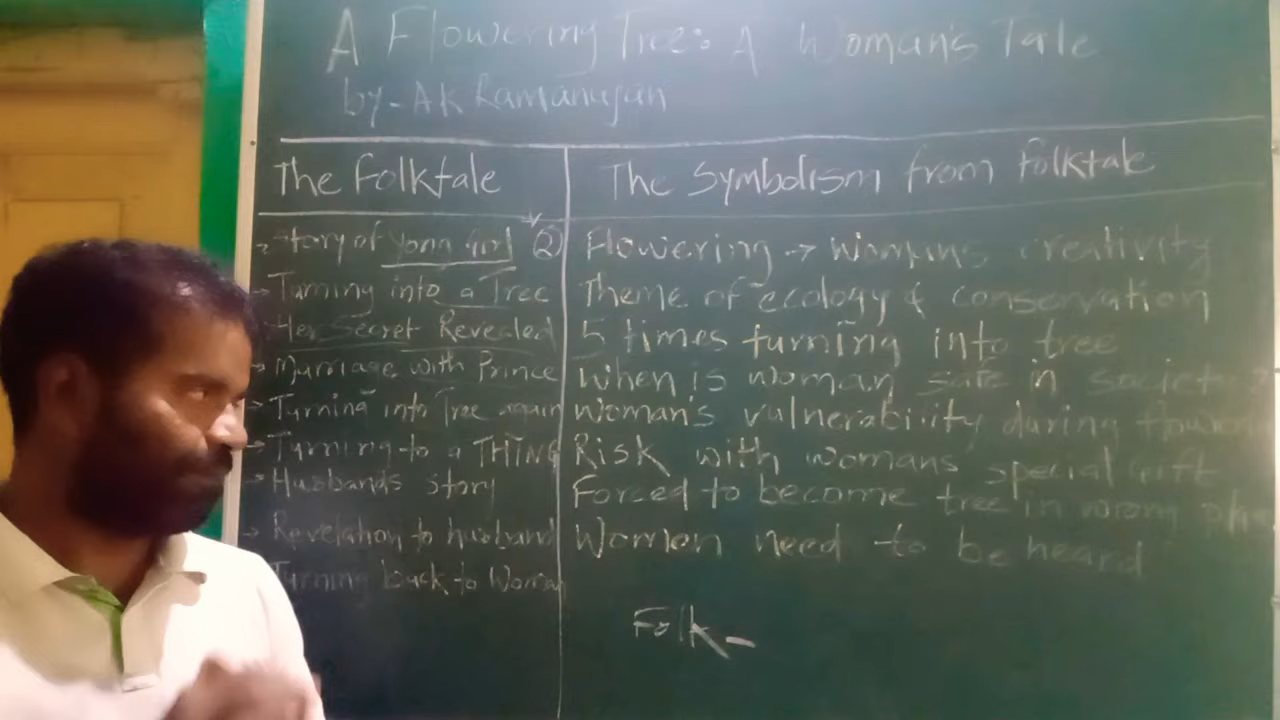 A Flowering Tree: A Woman's Tale
by - AK Ramanujan
The Folktale
The Symbolism from folktale
Story of Yong Girl ②
Turning into a Tree
Her Secret Revealed
Marriage with Prince
Turning into Tree again
Turning to a THING
Husbands story
Revelation to husband
Turning back to Woman
Flowering → Womans creativity
Theme of ecology & conservation
5 times turning into tree
When is woman safe in society
Woman's vulnerability during
Risk with womans special gift
Forced to become tree in wrong
Women need to be heard
Folk -